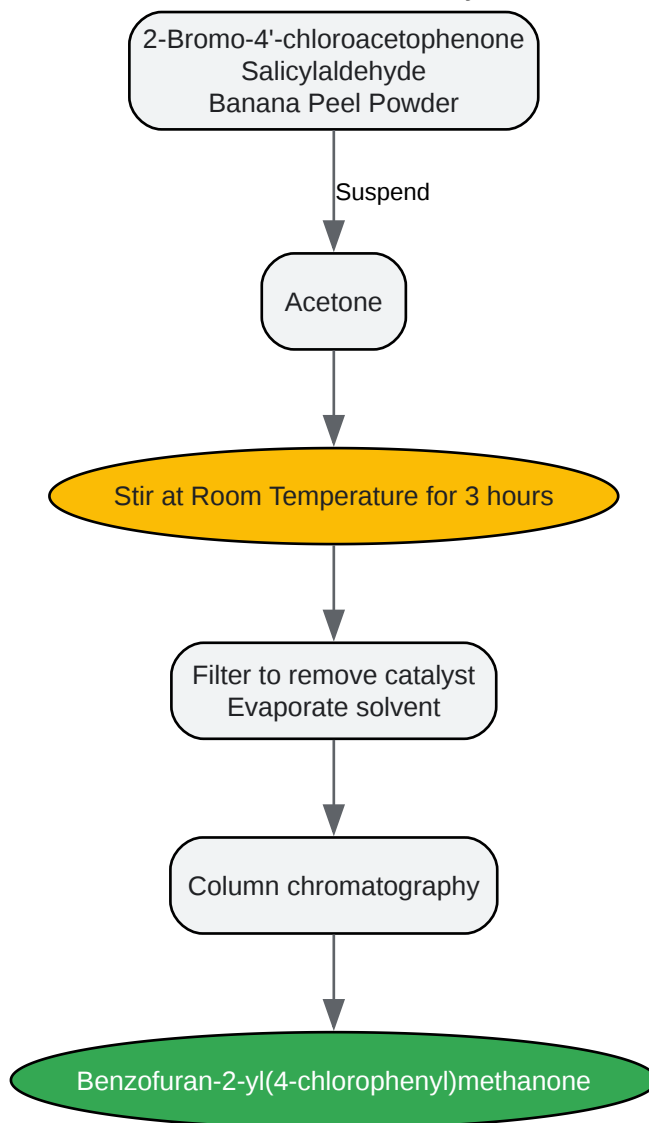 2-Bromo-4'-chloroacetophenone
Salicylaldehyde
Banana Peel Powder
Suspend
Acetone
Stir at Room Temperature for 3 hours
Filter to remove catalyst
Evaporate solvent
Column chromatography
Benzofuran-2-yl(4-chlorophenyl)methanone